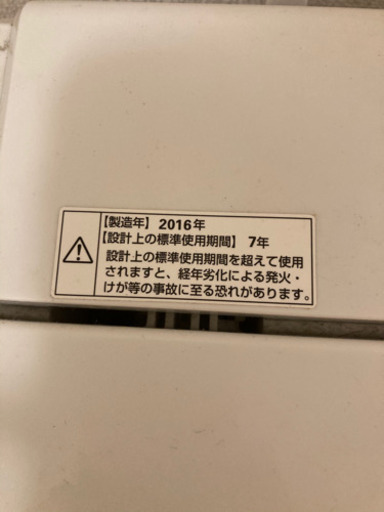 【製造年】2016年
【設計上の標準使用期間】7年
設計上の標準使用期間を超えて使用
されますと、経年劣化による発火・
けが等の事故に至る恐れがあります。